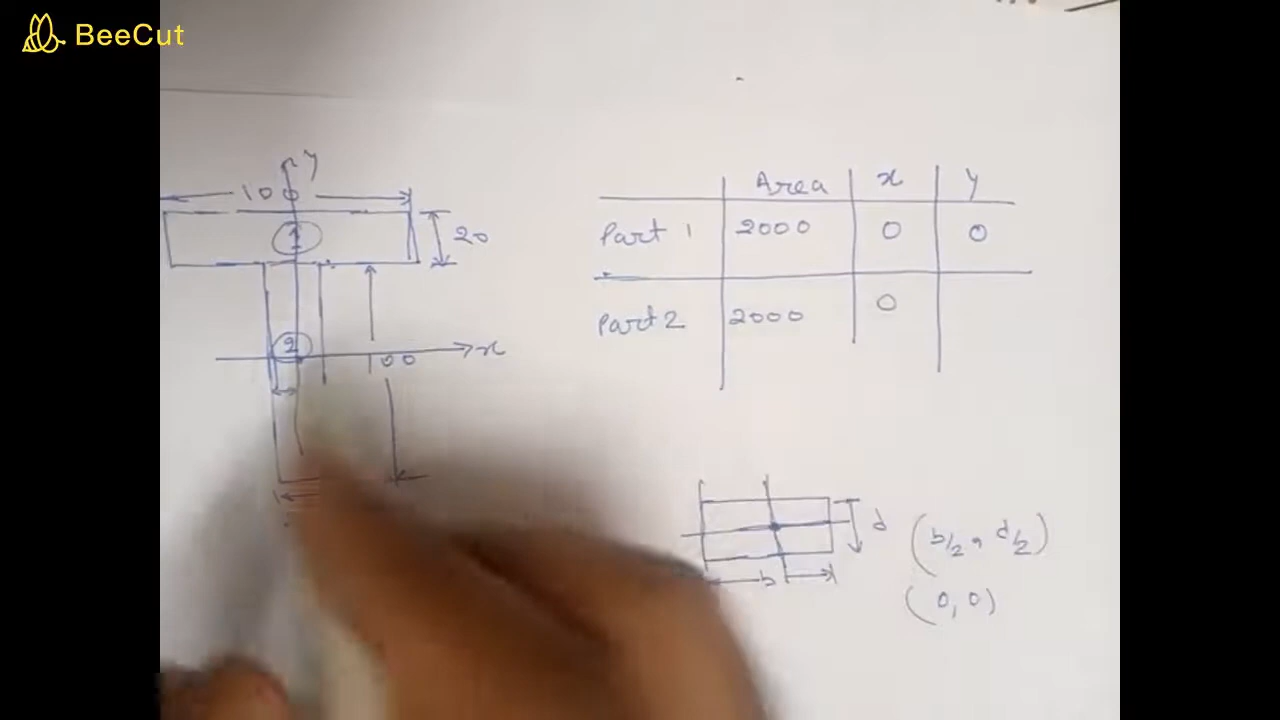 BeeCut
y
100
1
20
2
x
100
Area x y
Part 1 2000 0 0
Part 2 2000 0
d
b
(b/2, d/2)
(0, 0)